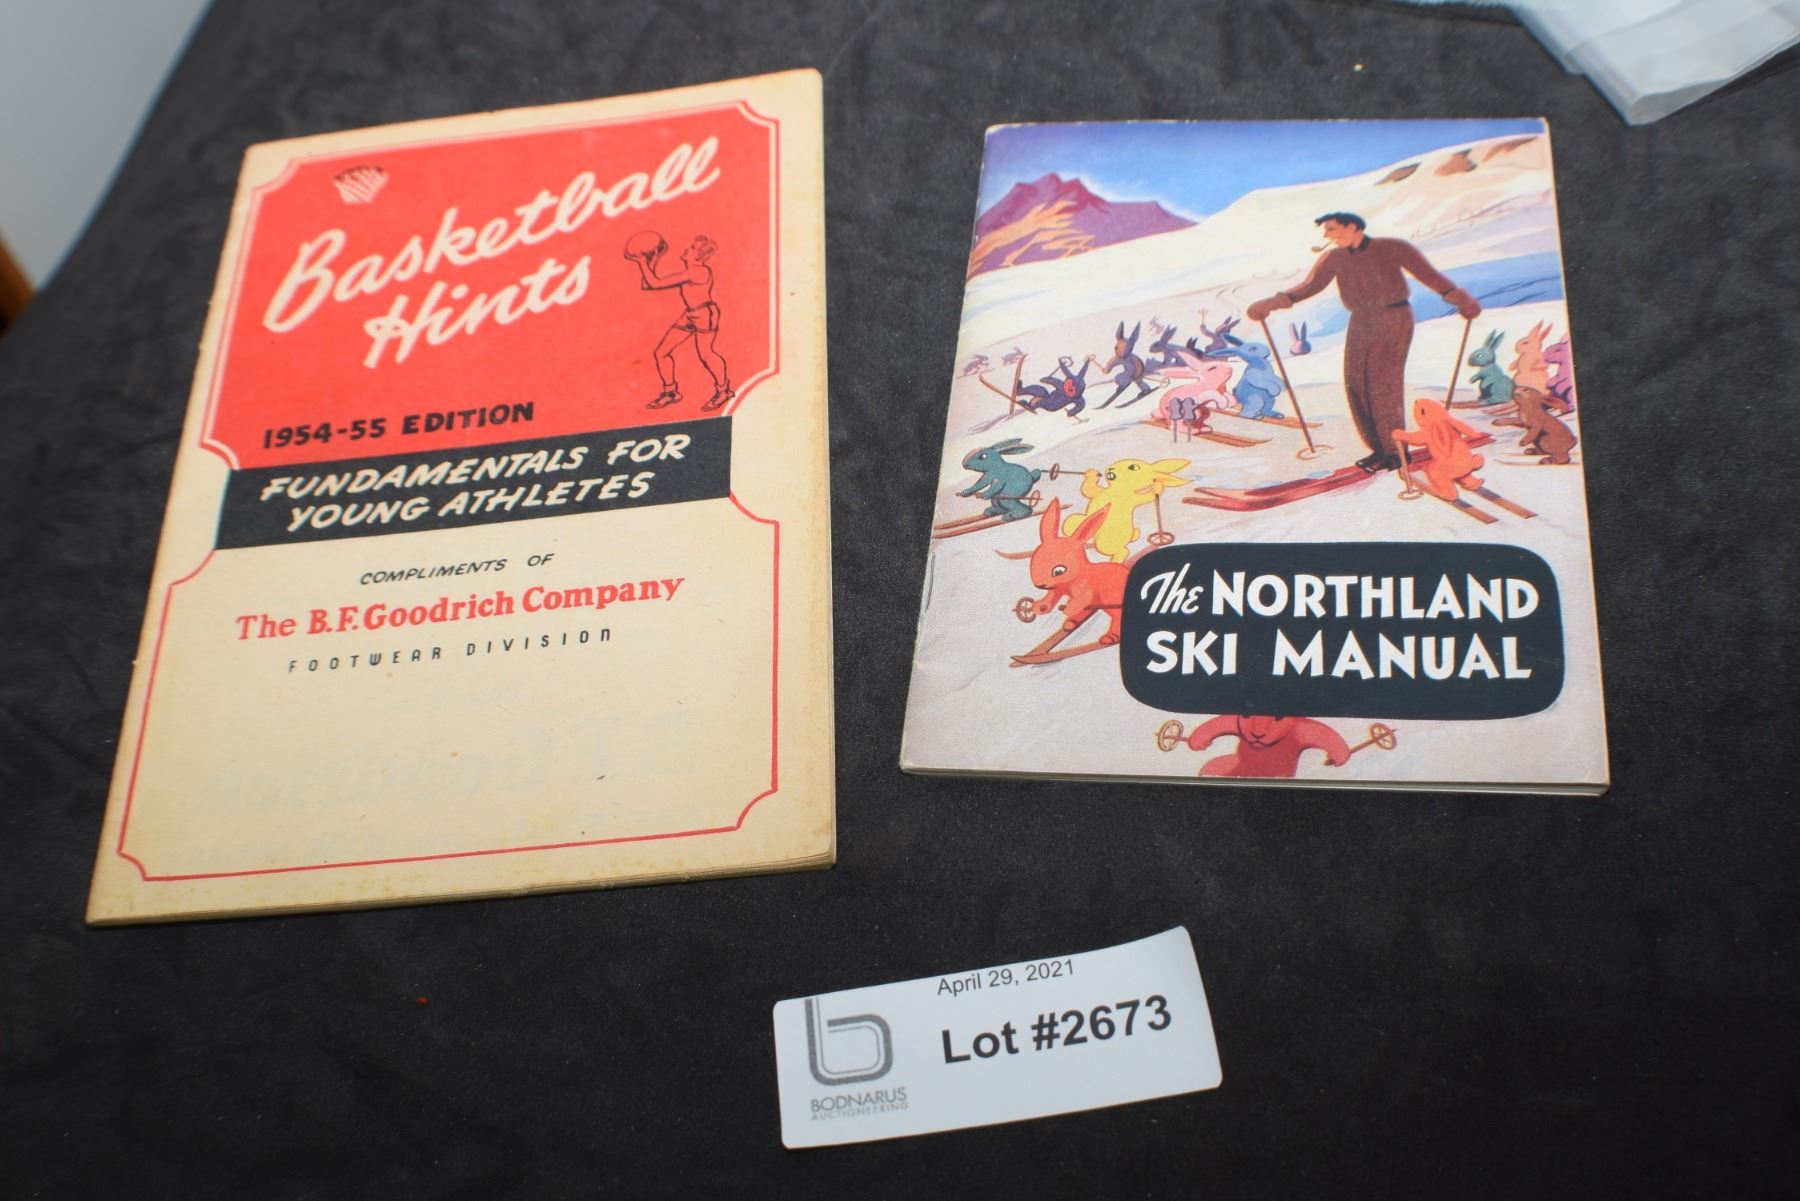 Basketball
Hints
1954-55 EDITION
FUNDAMENTALS FOR
YOUNG ATHLETES
COMPLIMENTS OF
The B.F. Goodrich Company
FOOTWEAR DIVISION
The NORTHLAND
SKI MANUAL
April 29, 2021
Lot #2673
BODNARUS
AUCTIONEERING